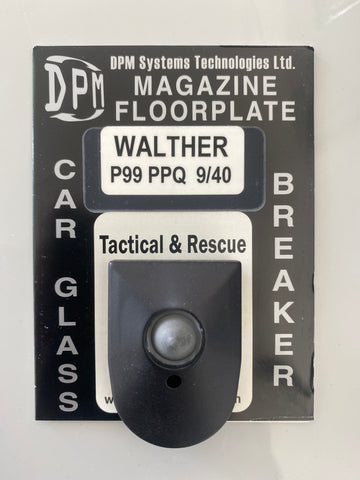 DPM
DPM Systems Technologies Ltd.
MAGAZINE
FLOORPLATE
WALTHER
P99 PPQ 9/40
Tactical & Rescue
CAR GLASS
BREAKER